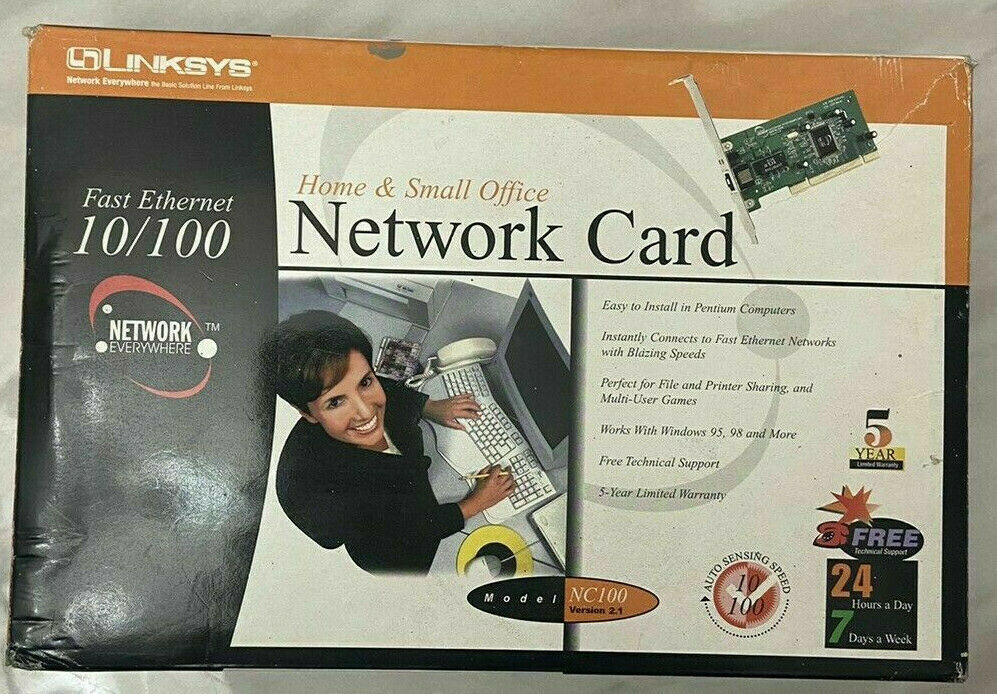 LINKSYS®
Network Everywhere the Basic Solution Line From Linksys
Fast Ethernet
10/100
NETWORK ™
EVERYWHERE
Home & Small Office
Network Card
Easy to Install in Pentium Computers
Instantly Connects to Fast Ethernet Networks
with Blazing Speeds
Perfect for File and Printer Sharing, and
Multi-User Games
Works With Windows 95, 98 and More
Free Technical Support
5-Year Limited Warranty
5
YEAR
Limited Warranty
FREE
Technical Support
24
Hours a Day
7
Days a Week
AUTO SENSING SPEED
10
100
Model NC100
Version 2.1